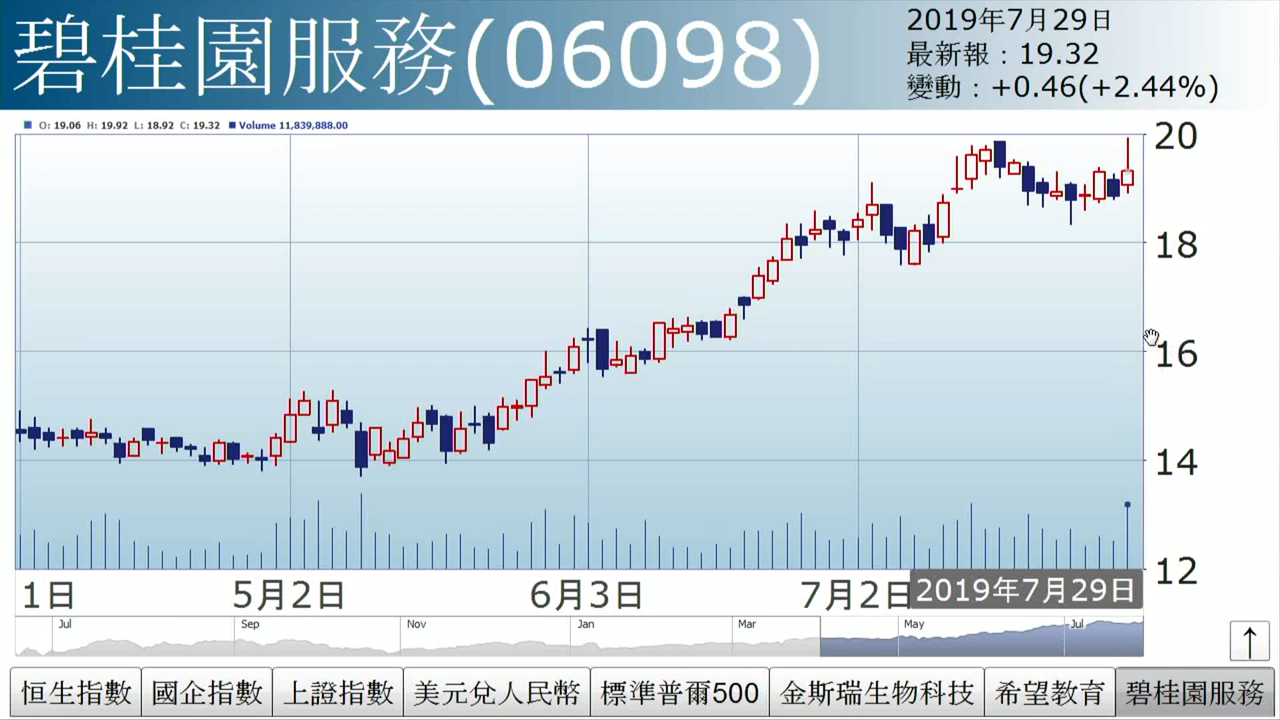 碧桂園服務(06098)
2019年7月29日
最新報：19.32
變動：+0.46(+2.44%)
O: 19.06 H: 19.92 L: 18.92 C: 19.32 Volume 11,839,888.00
20
18
16
14
12
1日 5月2日 6月3日 7月2日 2019年7月29日
Jul Sep Nov Jan Mar May Jul
↑
恒生指數 國企指數 上證指數 美元兌人民幣 標準普爾500 金斯瑞生物科技 希望教育 碧桂園服務